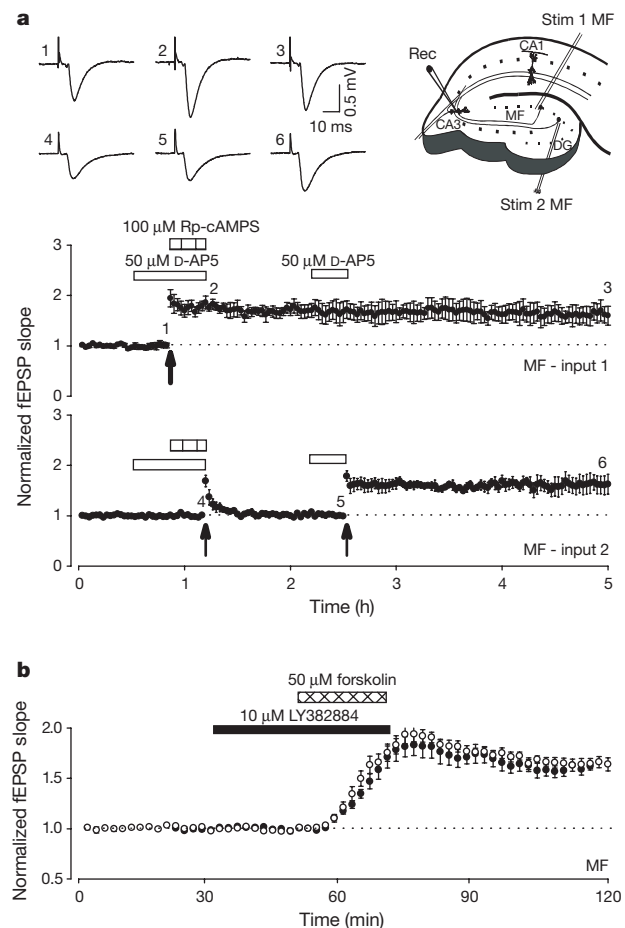 a
1
2
3
0.5 mV
10 ms
4
5
6
Stim 1 MF
Rec
CA1
CA3
MF
DG
Stim 2 MF
100 μM Rp-cAMPS
50 μM D-AP5
50 μM D-AP5
Normalized fEPSP slope
3
2
1
0
1
2
3
MF - input 1
3
2
1
0
4
5
6
MF - input 2
0
1
2
3
4
5
Time (h)
b
50 μM forskolin
10 μM LY382884
Normalized fEPSP slope
2.0
1.5
1.0
0.5
MF
0
30
60
90
120
Time (min)